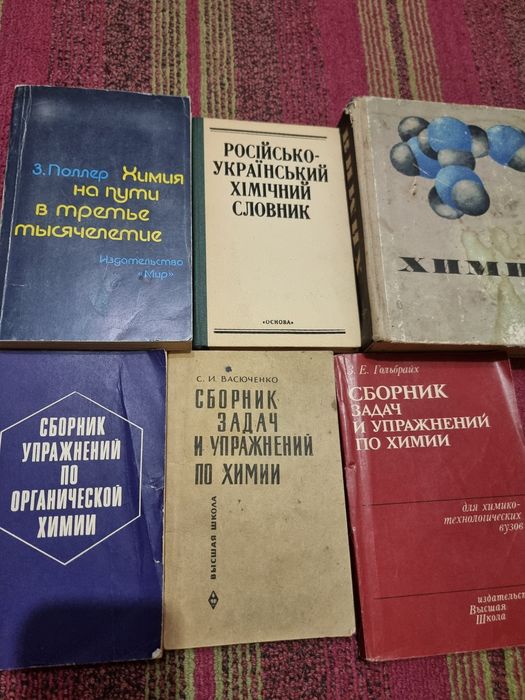 З. Поллер Химия
на пути
в третье
тысячелетие
Издательство
«Мир»
РОСІЙСЬКО-
УКРАЇНСЬКИЙ
ХІМІЧНИЙ
СЛОВНИК
«ОСНОВА»
ХИМИ
СБОРНИК
УПРАЖНЕНИЙ
ПО
ОРГАНИЧЕСКОЙ
ХИМИИ
С. И. ВАСЮЧЕНКО
СБОРНИК
ЗАДАЧ
И УПРАЖНЕНИЙ
ПО ХИМИИ
ВЫСШАЯ ШКОЛА
З. Е. Гольбрайх
СБОРНИК
ЗАДАЧ
И УПРАЖНЕНИЙ
ПО ХИМИИ
для химико-
технологических
вузов
издательст
Высшая
Школа